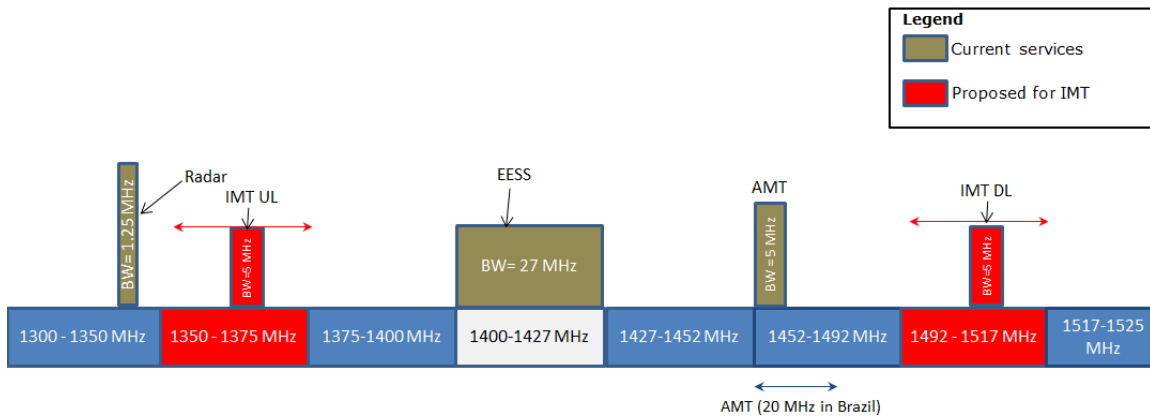 Legend
Current services
Proposed for IMT
Radar
IMT UL
EESS
AMT
IMT DL
BW= 1.25 MHz
BW=5 MHz
BW= 27 MHz
BW = 5 MHz
BW=5 MHz
1300 - 1350 MHz
1350 - 1375 MHz
1375-1400 MHz
1400-1427 MHz
1427-1452 MHz
1452-1492 MHz
1492 - 1517 MHz
1517-1525
MHz
AMT (20 MHz in Brazil)